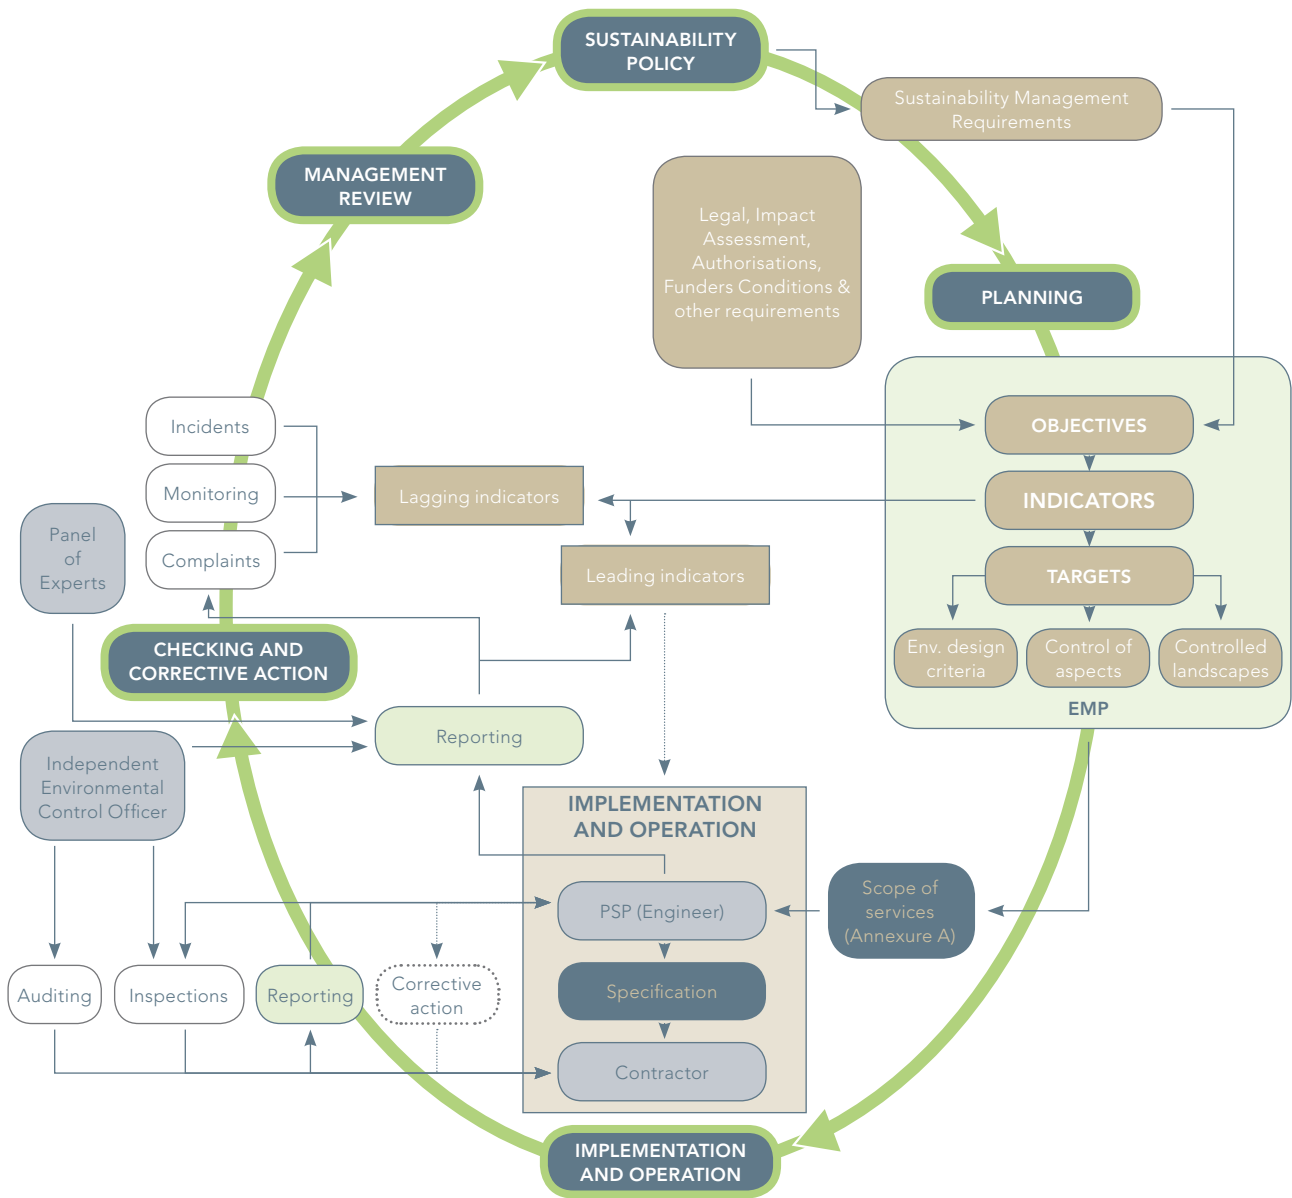 SUSTAINABILITY
POLICY
Sustainability Management
Requirements
MANAGEMENT
REVIEW
Legal, Impact
Assessment,
Authorisations,
Funders Conditions &
other requirements
PLANNING
OBJECTIVES
INDICATORS
TARGETS
Env. design
criteria
Control of
aspects
Controlled
landscapes
EMP
Incidents
Monitoring
Complaints
Lagging indicators
Leading indicators
Panel
of
Experts
CHECKING AND
CORRECTIVE ACTION
Reporting
Independent
Environmental
Control Officer
IMPLEMENTATION
AND OPERATION
PSP (Engineer)
Scope of
services
(Annexure A)
Specification
Contractor
Auditing
Inspections
Reporting
Corrective
action
IMPLEMENTATION
AND OPERATION